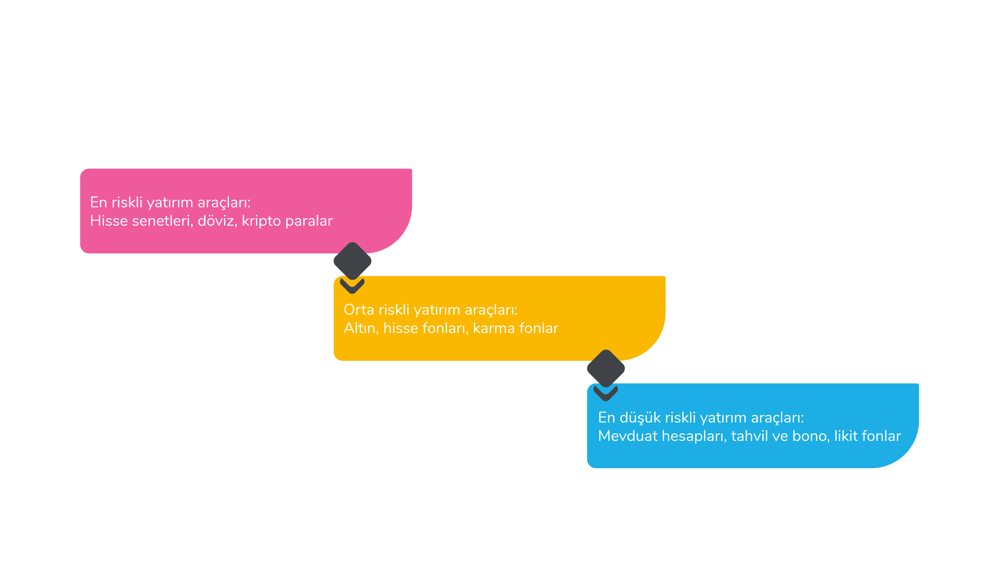 En riskli yatırım araçları:
Hisse senetleri, döviz, kripto paralar
Orta riskli yatırım araçları:
Altın, hisse fonları, karma fonlar
En düşük riskli yatırım araçları:
Mevduat hesapları, tahvil ve bono, likit fonlar